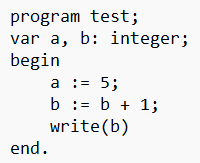 program test;
var a, b: integer;
begin
    a := 5;
    b := b + 1;
    write(b)
end.